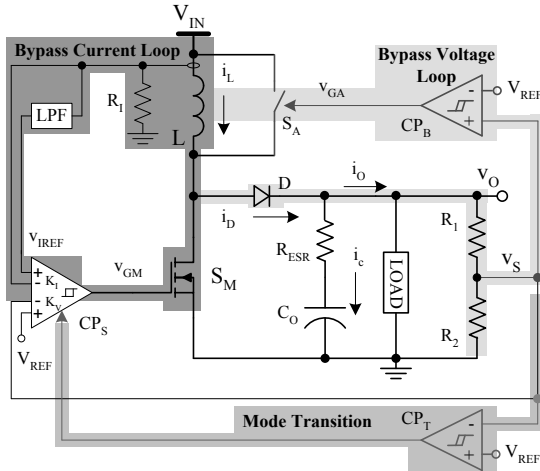 V_IN
Bypass Current Loop
Bypass Voltage
Loop
i_L
v_GA
V_REF
R_I
LPF
L
S_A
CP_B
D
i_O
v_O
i_D
R_1
v_IREF
v_GM
R_ESR
i_c
v_S
S_M
LOAD
K_I
K_V
C_O
R_2
V_REF
CP_S
Mode Transition
CP_T
V_REF